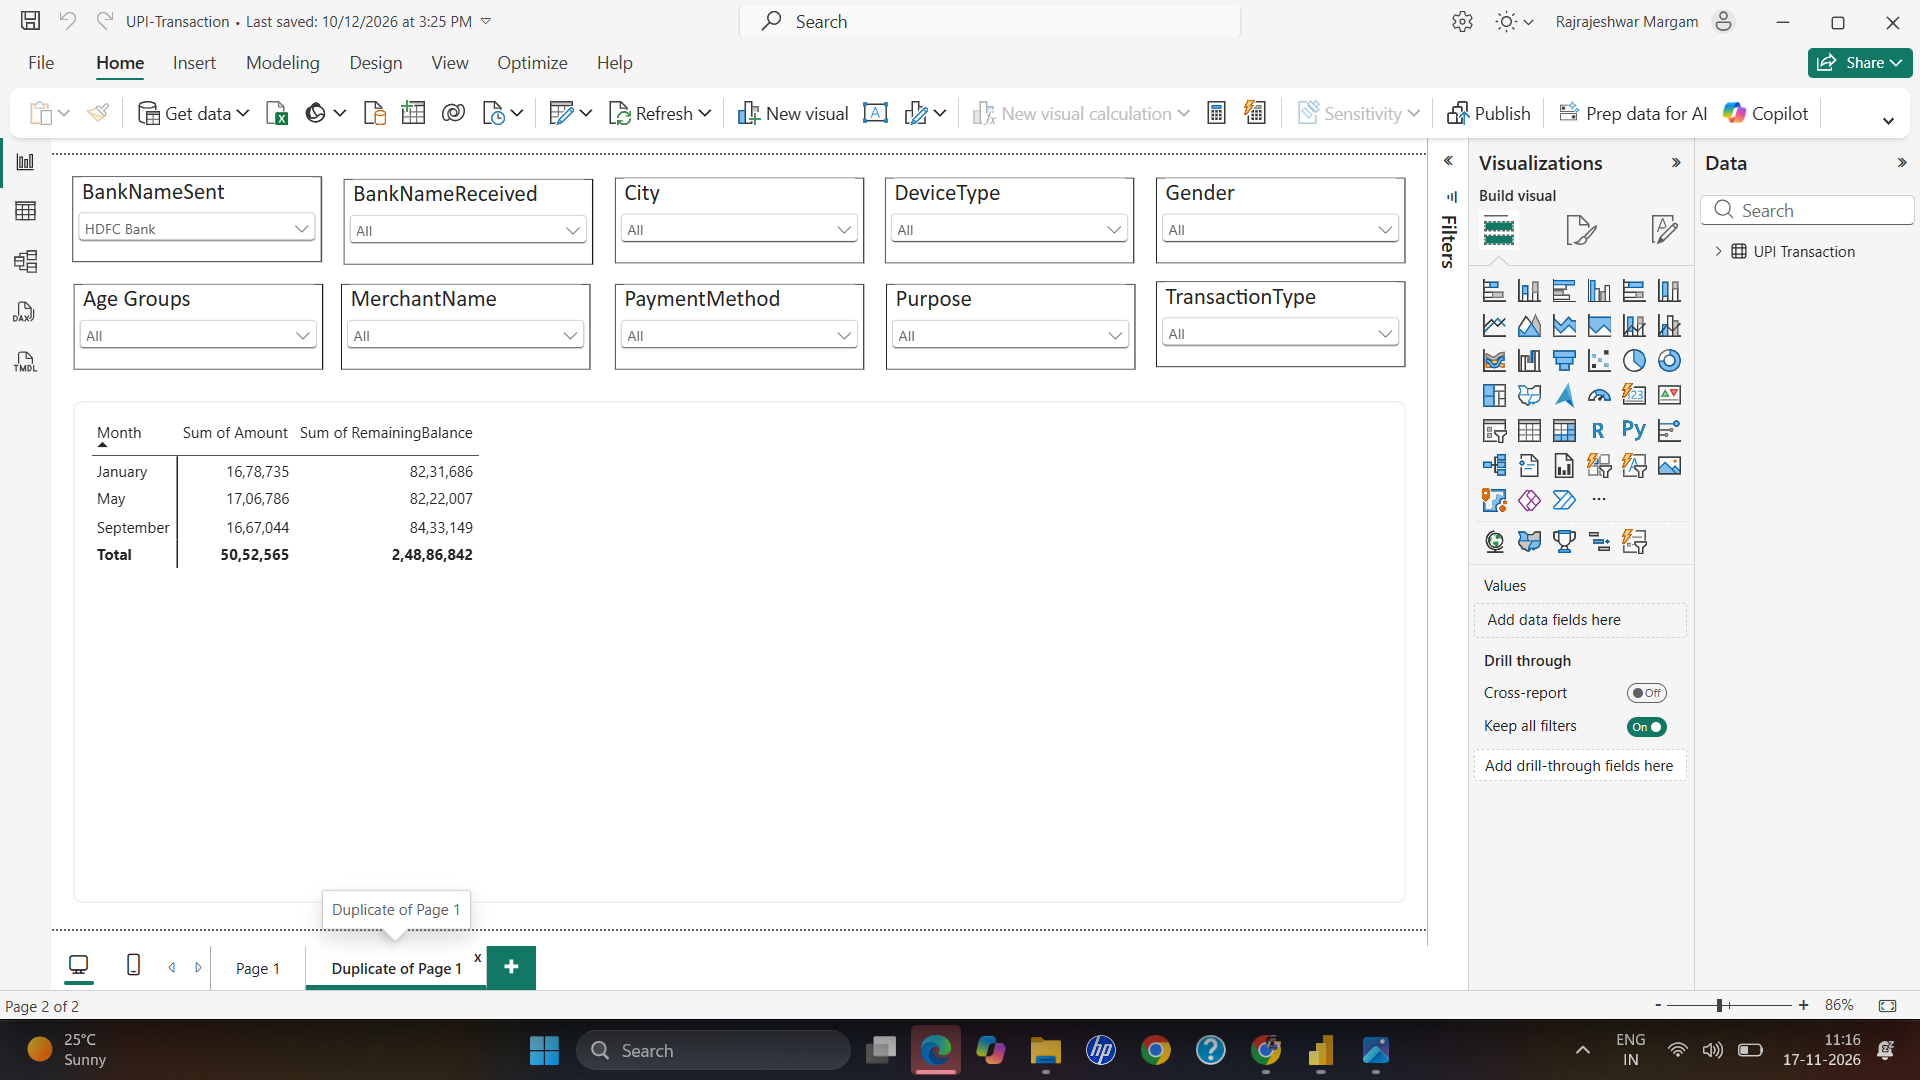 UPI-Transaction • Last saved: 10/12/2026 at 3:25 PM
Search
Rajrajeshwar Margam
File Home Insert Modeling Design View Optimize Help
Share
Get data
Refresh
New visual
New visual calculation
Sensitivity
Publish
Prep data for AI
Copilot
DAX
TMDL
BankNameSent
HDFC Bank
BankNameReceived
All
City
All
DeviceType
All
Gender
All
Age Groups
All
MerchantName
All
PaymentMethod
All
Purpose
All
TransactionType
All
Month Sum of Amount Sum of RemainingBalance
January 16,78,735 82,31,686
May 17,06,786 82,22,007
September 16,67,044 84,33,149
Total 50,52,565 2,48,86,842
Filters
Visualizations
Build visual
123
R
Py
...
Values
Add data fields here
Drill through
Cross-report Off
Keep all filters On
Add drill-through fields here
Data
Search
UPI Transaction
Duplicate of Page 1
Page 1
Duplicate of Page 1 x
+
Page 2 of 2
- + 86%
25°C
Sunny
Search
hp
?
ENG
IN
11:16
17-11-2026